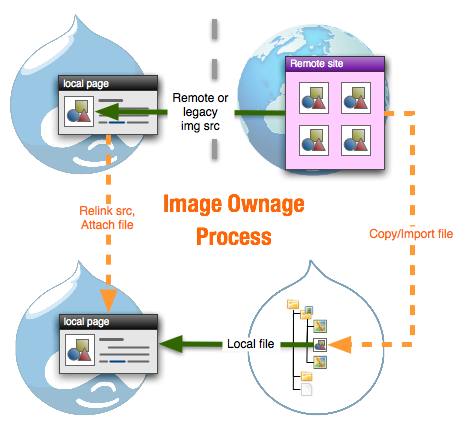 Remote site
local page
Remote or
legacy
img src
Image Ownage
Process
Relink src,
Attach file
Copy/Import file
local page
Local file